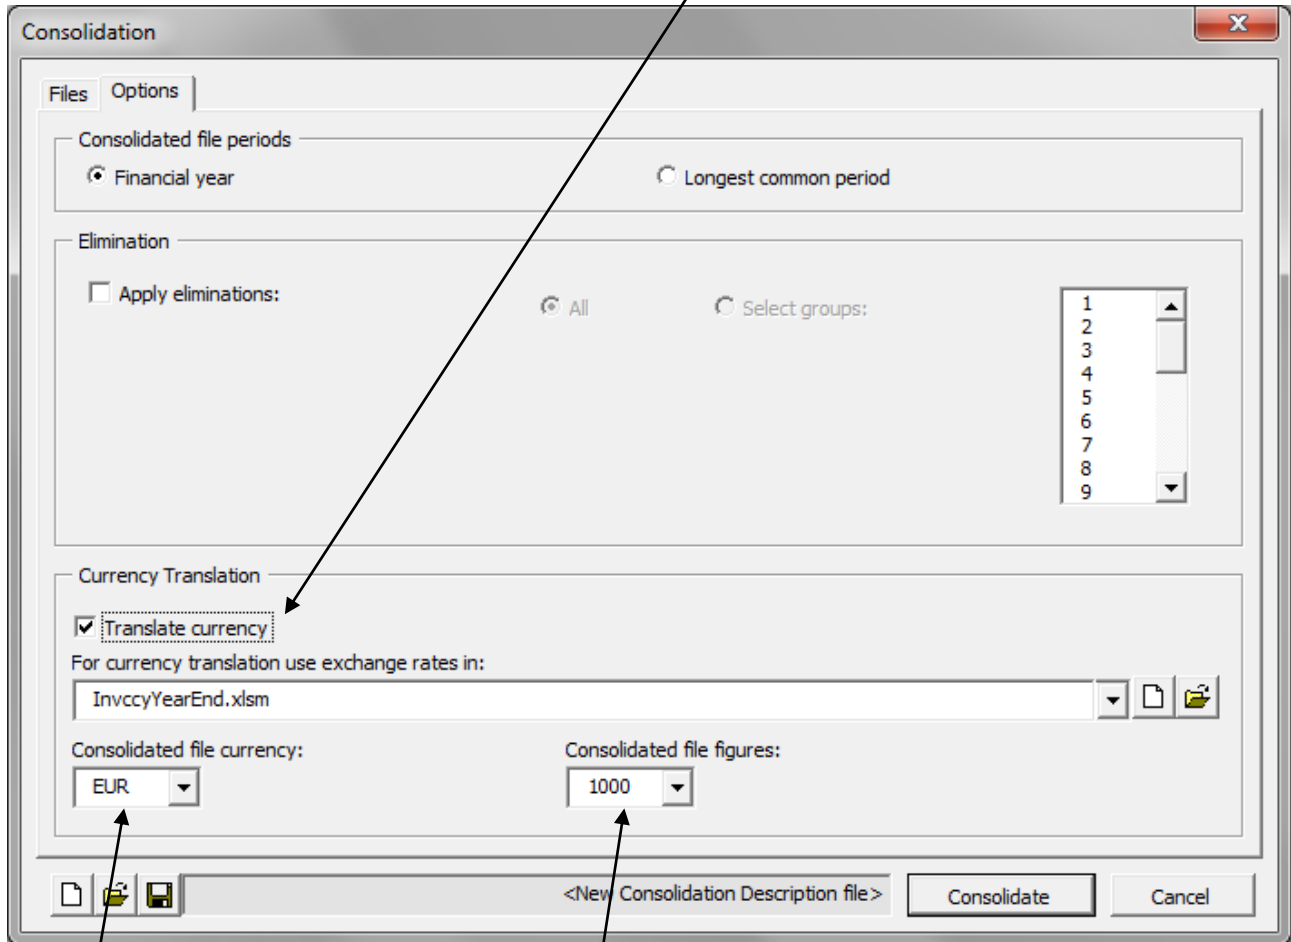 Consolidation
Files Options
Consolidated file periods
Financial year Longest common period
Elimination
Apply eliminations: All Select groups:
1
2
3
4
5
6
7
8
9
Currency Translation
Translate currency
For currency translation use exchange rates in:
InvccyYearEnd.xlsm
Consolidated file currency: Consolidated file figures:
EUR 1000
<New Consolidation Description file> Consolidate Cancel